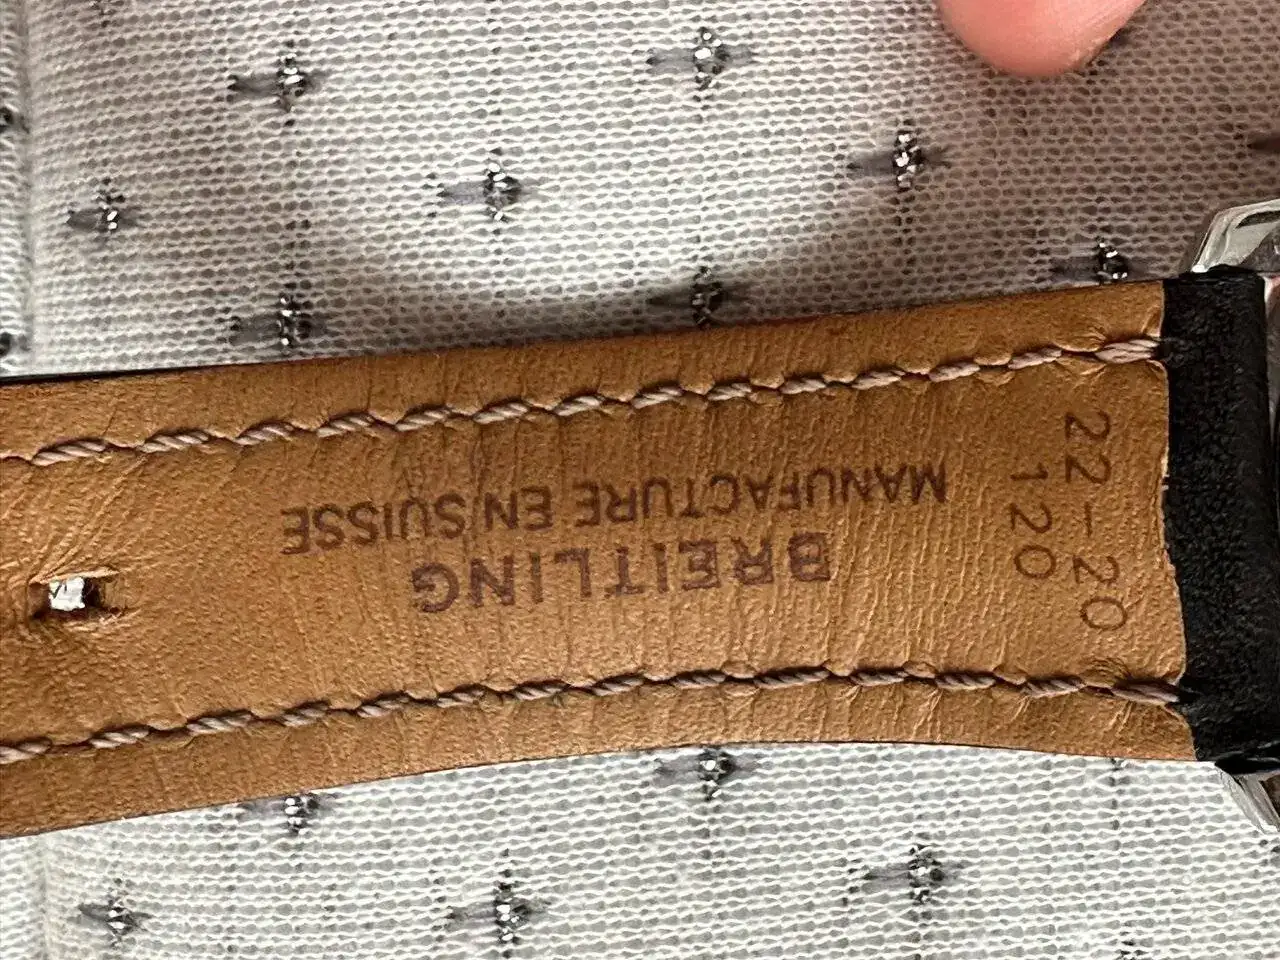 BREITLING
MANUFACTURE EN SUISSE
22-20
120